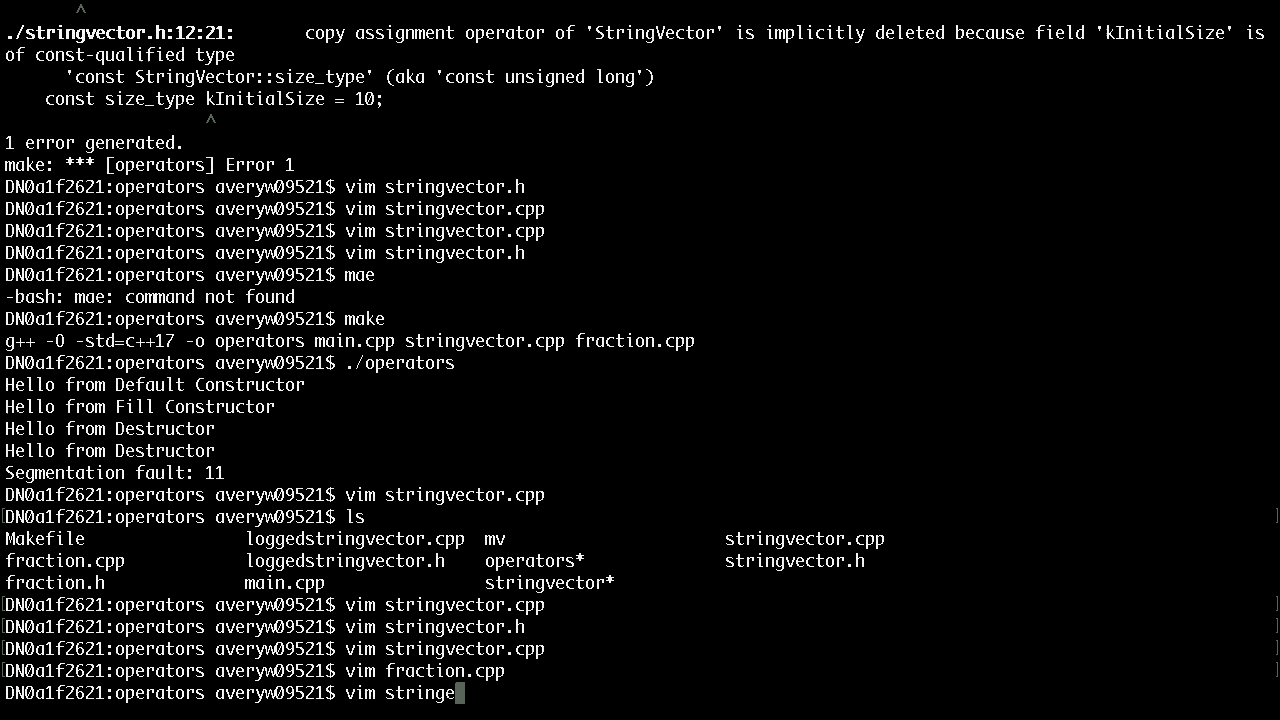 ^
./stringvector.h:12:21:       copy assignment operator of 'StringVector' is implicitly deleted because field 'kInitialSize' is
of const-qualified type
      'const StringVector::size_type' (aka 'const unsigned long')
    const size_type kInitialSize = 10;
^
1 error generated.
make: *** [operators] Error 1
DN0a1f2621:operators averyw09521$ vim stringvector.h
DN0a1f2621:operators averyw09521$ vim stringvector.cpp
DN0a1f2621:operators averyw09521$ vim stringvector.cpp
DN0a1f2621:operators averyw09521$ vim stringvector.h
DN0a1f2621:operators averyw09521$ mae
-bash: mae: command not found
DN0a1f2621:operators averyw09521$ make
g++ -O -std=c++17 -o operators main.cpp stringvector.cpp fraction.cpp
DN0a1f2621:operators averyw09521$ ./operators
Hello from Default Constructor
Hello from Fill Constructor
Hello from Destructor
Hello from Destructor
Segmentation fault: 11
DN0a1f2621:operators averyw09521$ vim stringvector.cpp
[DN0a1f2621:operators averyw09521$ ls ]
Makefile                loggedstringvector.cpp  mv                      stringvector.cpp
fraction.cpp            loggedstringvector.h    operators*              stringvector.h
fraction.h              main.cpp                stringvector*
[DN0a1f2621:operators averyw09521$ vim stringvector.cpp ]
[DN0a1f2621:operators averyw09521$ vim stringvector.h ]
[DN0a1f2621:operators averyw09521$ vim stringvector.cpp ]
[DN0a1f2621:operators averyw09521$ vim fraction.cpp ]
DN0a1f2621:operators averyw09521$ vim stringe